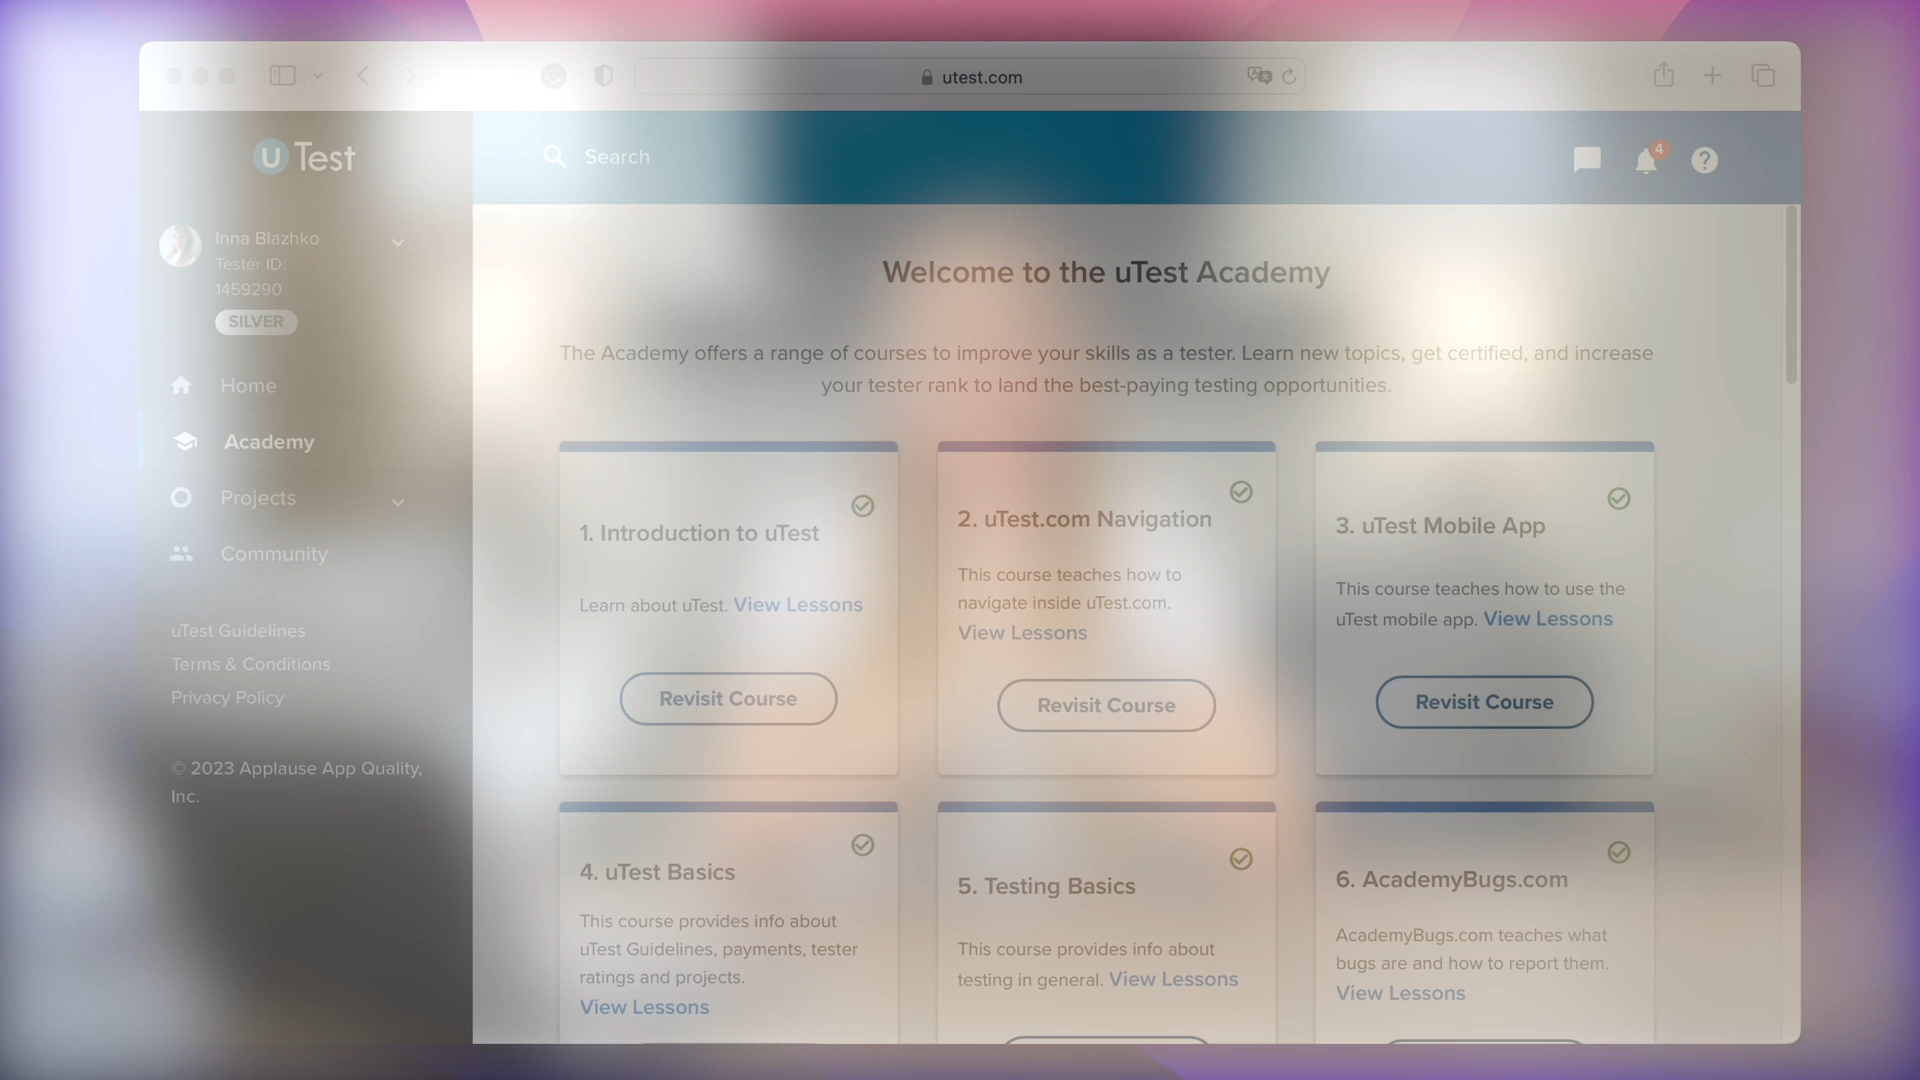 utest.com
u Test
Search
4
Inna Blazhko
Tester ID:
1459290
SILVER
Home
Academy
Projects
Community
uTest Guidelines
Terms & Conditions
Privacy Policy
© 2023 Applause App Quality,
Inc.
Welcome to the uTest Academy
The Academy offers a range of courses to improve your skills as a tester. Learn new topics, get certified, and increase
your tester rank to land the best-paying testing opportunities.
1. Introduction to uTest
Learn about uTest. View Lessons
Revisit Course
2. uTest.com Navigation
This course teaches how to
navigate inside uTest.com.
View Lessons
Revisit Course
3. uTest Mobile App
This course teaches how to use the
uTest mobile app. View Lessons
Revisit Course
4. uTest Basics
This course provides info about
uTest Guidelines, payments, tester
ratings and projects.
View Lessons
5. Testing Basics
This course provides info about
testing in general. View Lessons
6. AcademyBugs.com
AcademyBugs.com teaches what
bugs are and how to report them.
View Lessons